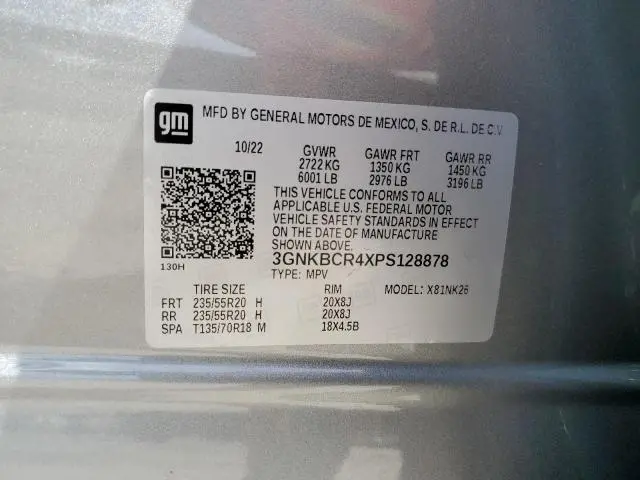 gm MFD BY GENERAL MOTORS DE MEXICO, S. DE R.L. DE C.V.
10/22 GVWR GAWR FRT GAWR RR
2722 KG 1350 KG 1450 KG
6001 LB 2976 LB 3196 LB
THIS VEHICLE CONFORMS TO ALL
APPLICABLE U.S. FEDERAL MOTOR
VEHICLE SAFETY STANDARDS IN EFFECT
ON THE DATE OF MANUFACTURE
SHOWN ABOVE.
130H
3GNKBCR4XPS128878
TYPE: MPV MODEL: X81NK26
TIRE SIZE RIM
FRT 235/55R20 H 20X8J
RR 235/55R20 H 20X8J
SPA T135/70R18 M 18X4.5B